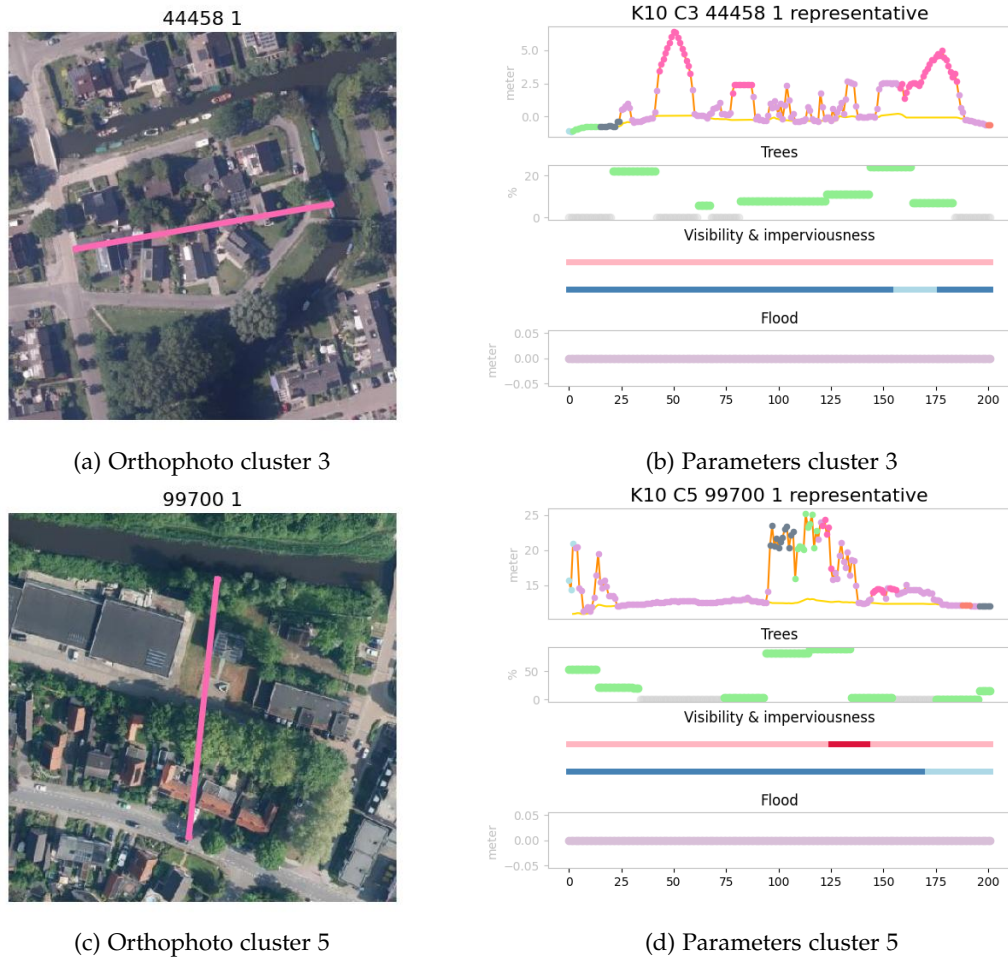 44458 1
K10 C3 44458 1 representative
5.0
2.5
0.0
meter
Trees
20
0
%
Visibility & imperviousness
Flood
0.05
0.00
−0.05
meter
0 25 50 75 100 125 150 175 200
(a) Orthophoto cluster 3
(b) Parameters cluster 3
99700 1
K10 C5 99700 1 representative
25
20
15
meter
Trees
50
0
%
Visibility & imperviousness
Flood
0.05
0.00
−0.05
meter
0 25 50 75 100 125 150 175 200
(c) Orthophoto cluster 5
(d) Parameters cluster 5